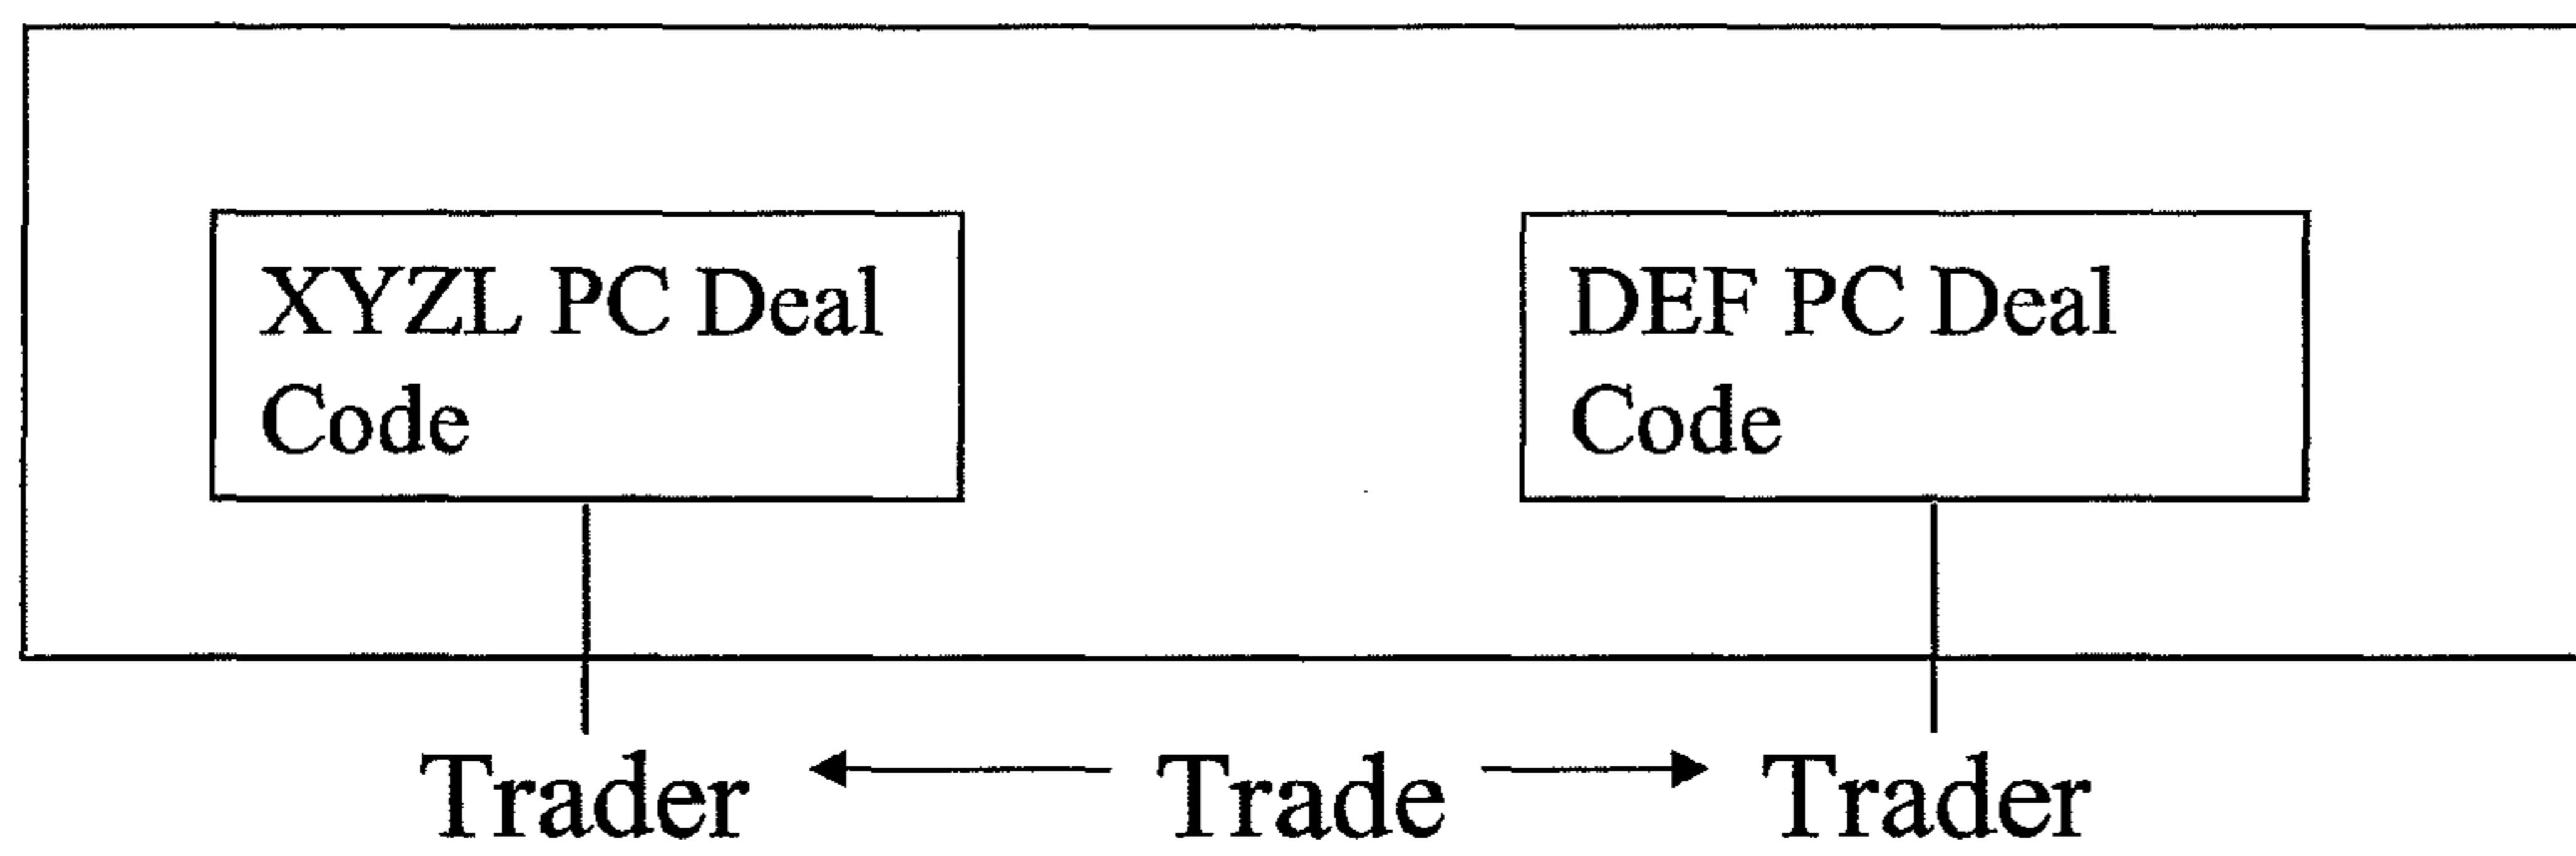 XYZL PC Deal
Code
DEF PC Deal
Code
Trader Trade Trader